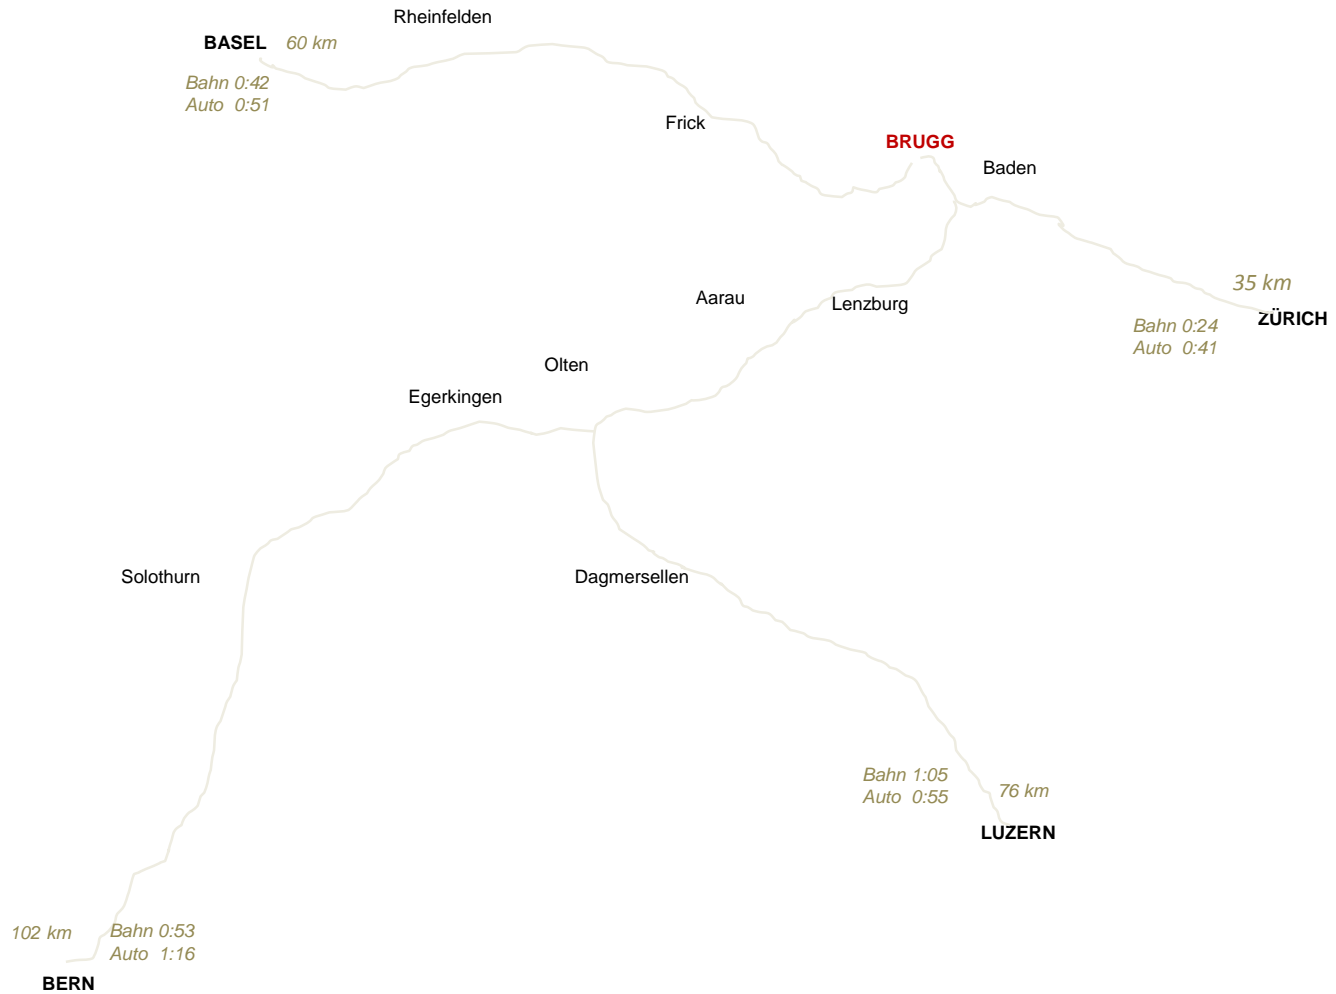 Rheinfelden
BASEL 60 km
Bahn 0:42
Auto 0:51
Frick
BRUGG
Baden
35 km
ZÜRICH
Bahn 0:24
Auto 0:41
Aarau
Lenzburg
Olten
Egerkingen
Solothurn
Dagmersellen
Bahn 1:05
Auto 0:55
76 km
LUZERN
102 km
Bahn 0:53
Auto 1:16
BERN